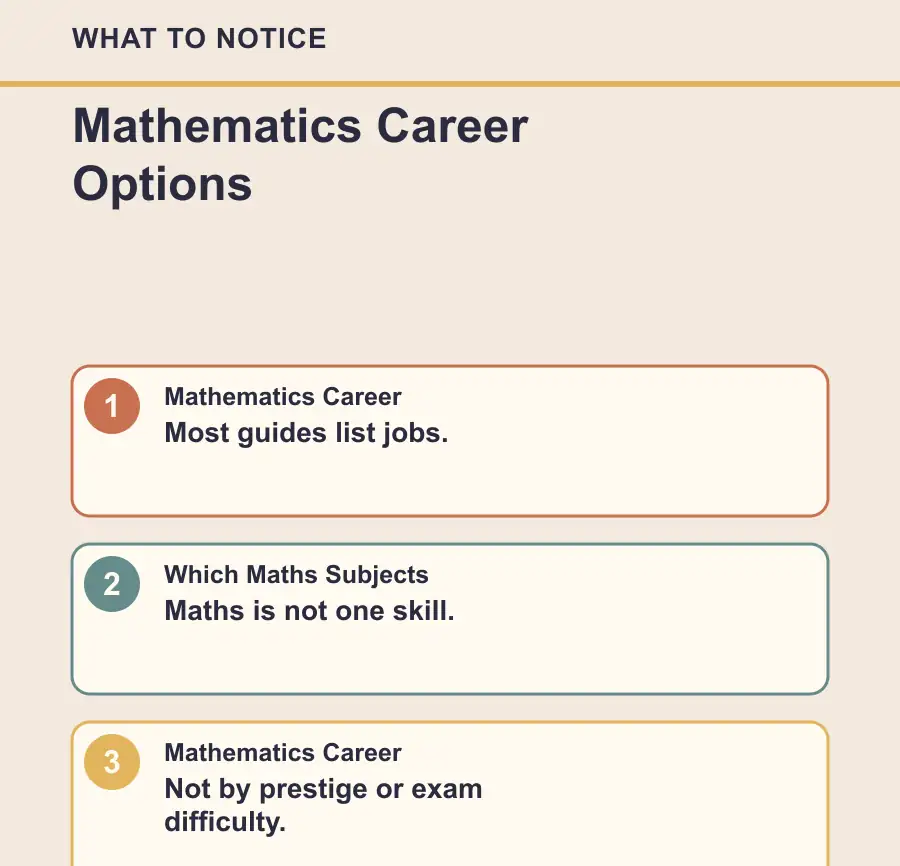 WHAT TO NOTICE
Mathematics Career
Options
1
Mathematics Career
Most guides list jobs.
2
Which Maths Subjects
Maths is not one skill.
3
Mathematics Career
Not by prestige or exam
difficulty.